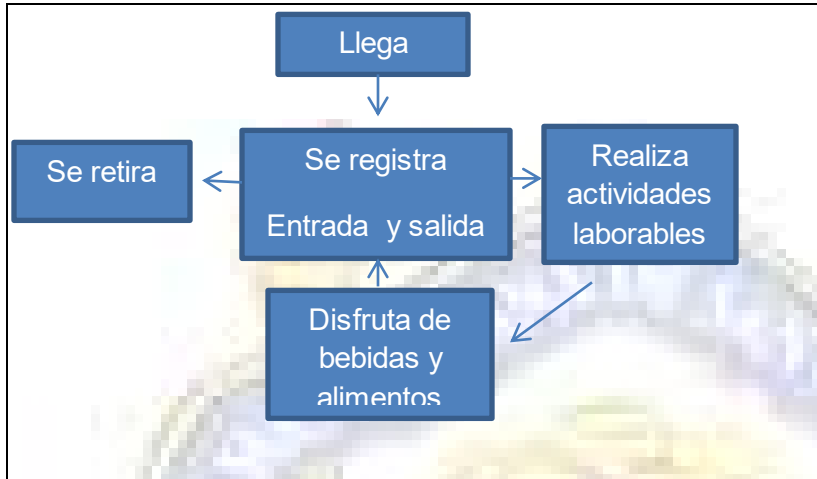 Llega
Se registra
Entrada y salida
Se retira
Realiza
actividades
laborables
Disfruta de
bebidas y
alimentos